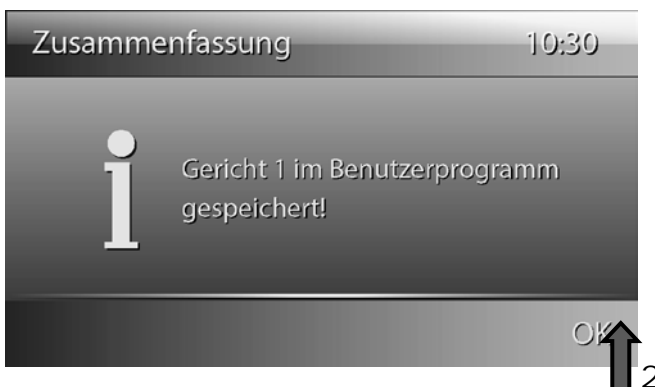 Zusammenfassung 10:30
Gericht 1 im Benutzerprogramm
gespeichert!
OK
2